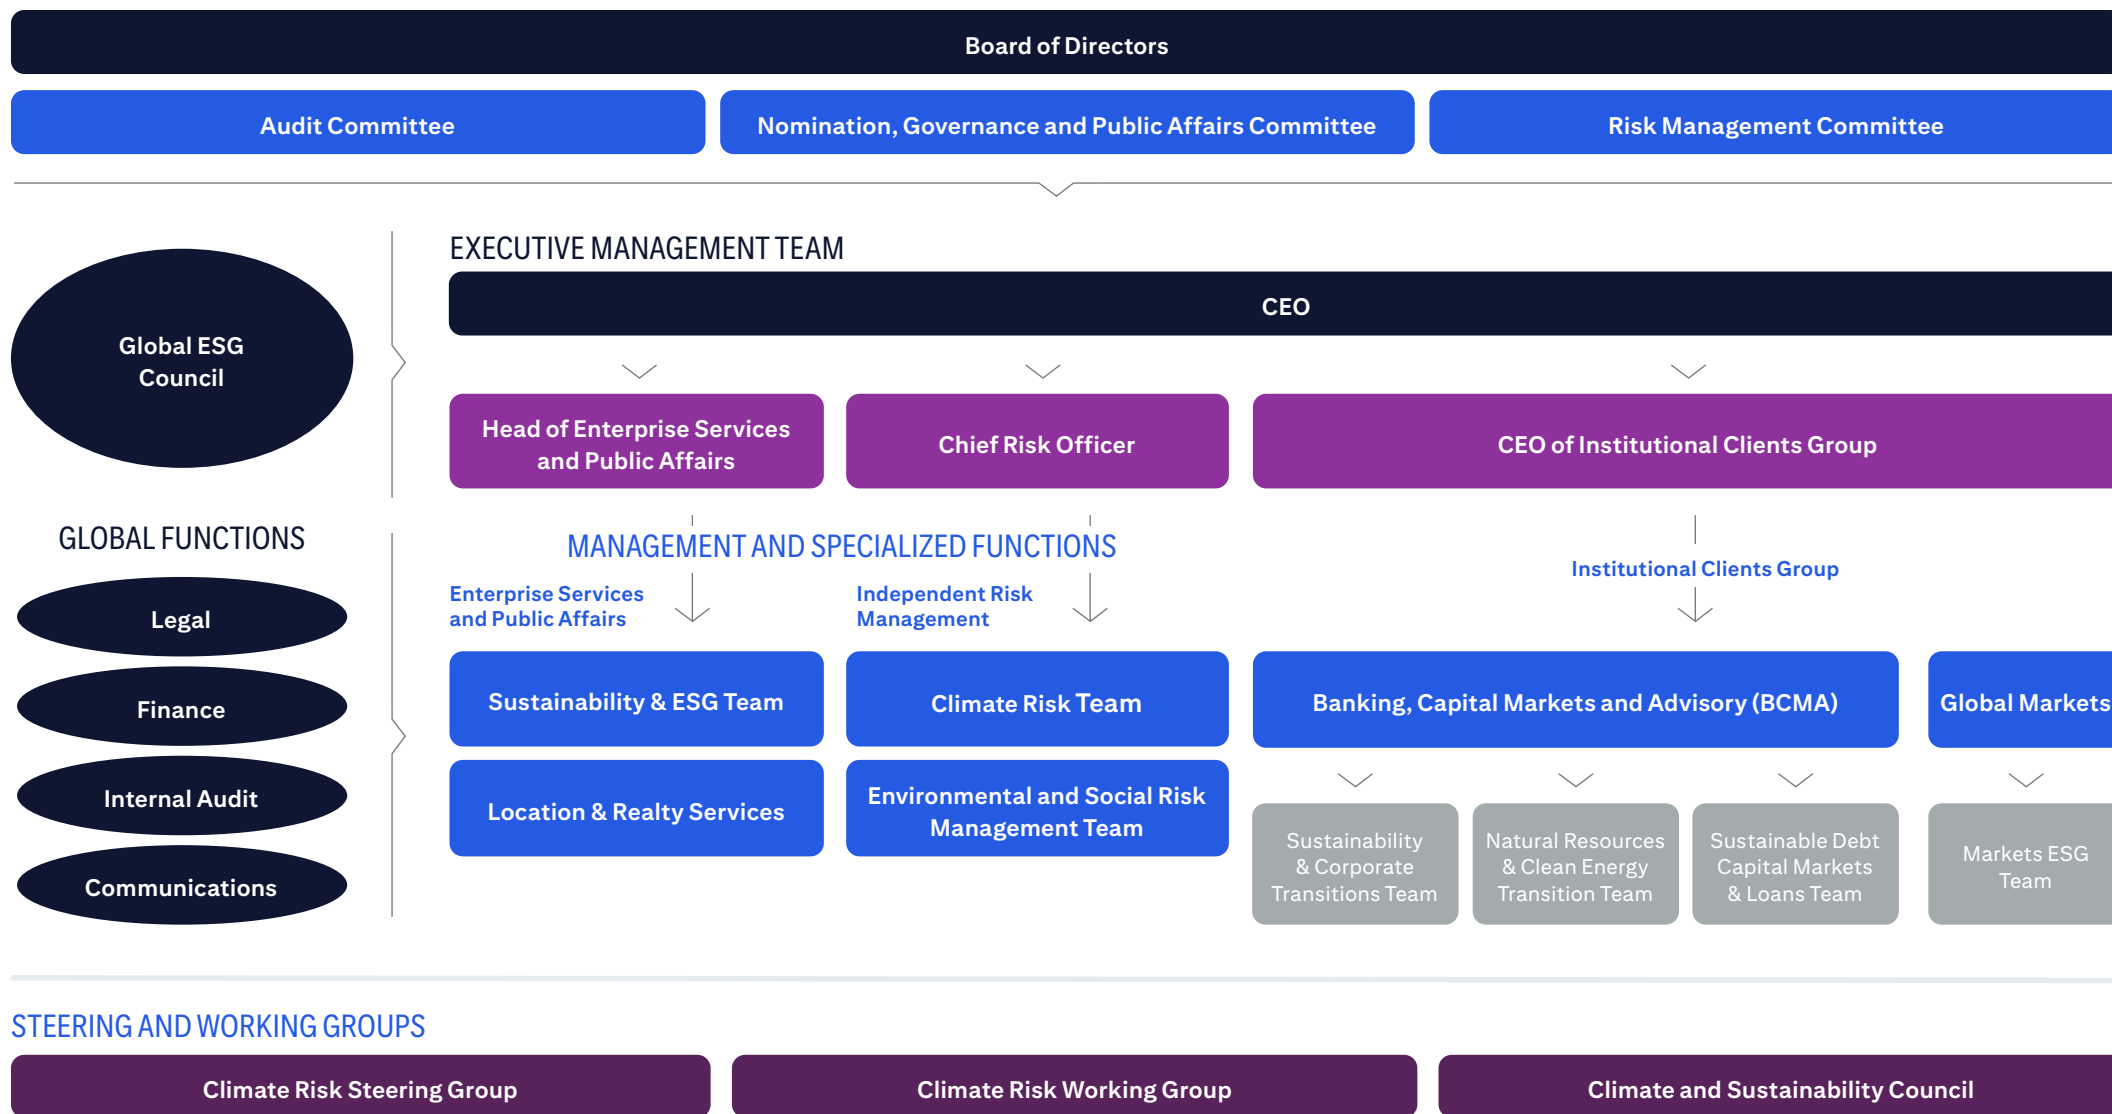 Board of Directors
Audit Committee
Nomination, Governance and Public Affairs Committee
Risk Management Committee
Global ESG
Council
EXECUTIVE MANAGEMENT TEAM
CEO
Head of Enterprise Services
and Public Affairs
Chief Risk Officer
CEO of Institutional Clients Group
GLOBAL FUNCTIONS
Legal
Finance
Internal Audit
Communications
MANAGEMENT AND SPECIALIZED FUNCTIONS
Enterprise Services
and Public Affairs
Independent Risk
Management
Institutional Clients Group
Sustainability & ESG Team
Climate Risk Team
Banking, Capital Markets and Advisory (BCMA)
Global Markets
Location & Realty Services
Environmental and Social Risk
Management Team
Sustainability
& Corporate
Transitions Team
Natural Resources
& Clean Energy
Transition Team
Sustainable Debt
Capital Markets
& Loans Team
Markets ESG
Team
STEERING AND WORKING GROUPS
Climate Risk Steering Group
Climate Risk Working Group
Climate and Sustainability Council